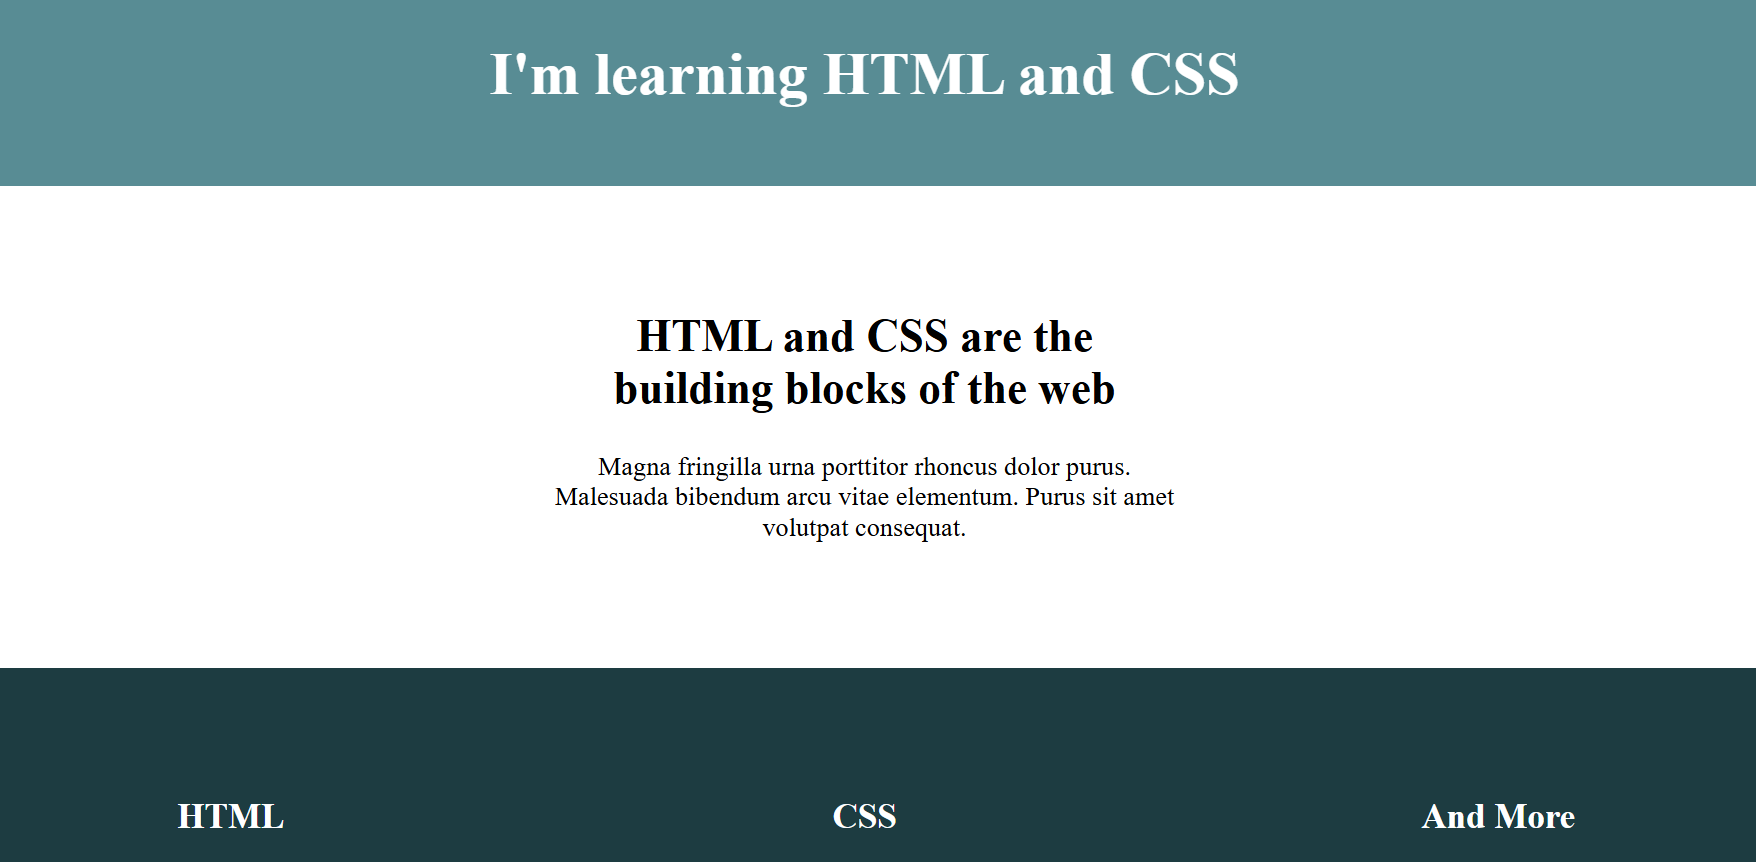 I'm learning HTML and CSS
HTML and CSS are the
building blocks of the web
Magna fringilla urna porttitor rhoncus dolor purus.
Malesuada bibendum arcu vitae elementum. Purus sit amet
volutpat consequat.
HTML
CSS
And More